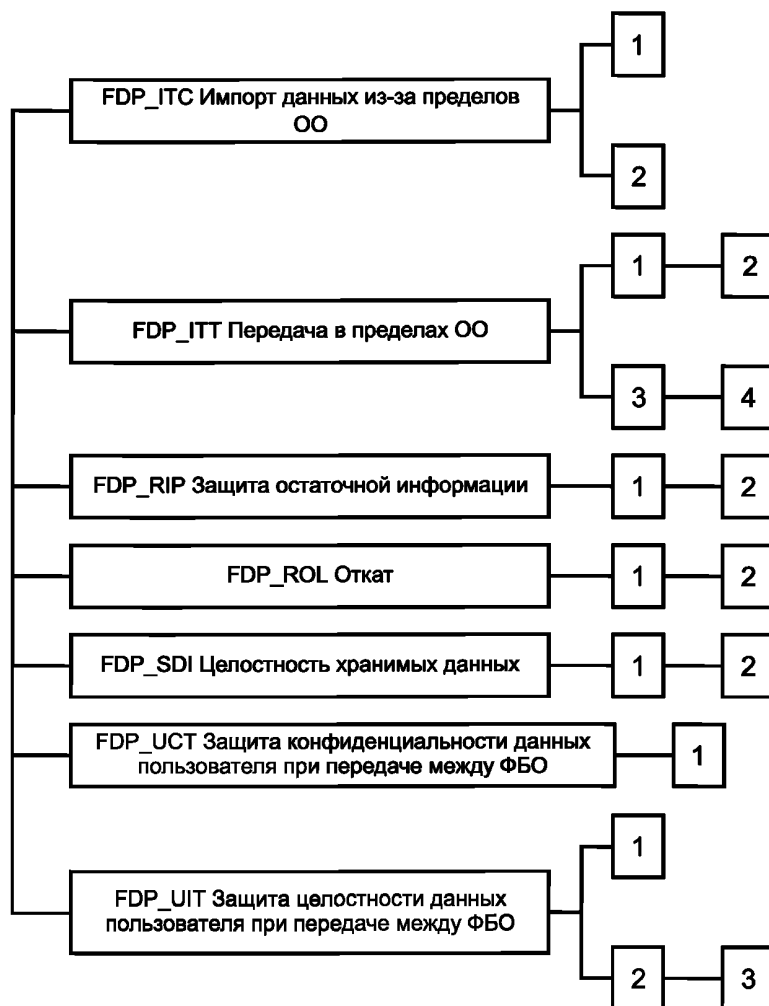 1
FDP_ITC Импорт данных из-за пределов
ОО
2
1 2
FDP_ITT Передача в пределах ОО
3 4
FDP_RIP Защита остаточной информации 1 2
FDP_ROL Откат 1 2
FDP_SDI Целостность хранимых данных 1 2
FDP_UCT Защита конфиденциальности данных
пользователя при передаче между ФБО 1
1
FDP_UIT Защита целостности данных
пользователя при передаче между ФБО
2 3